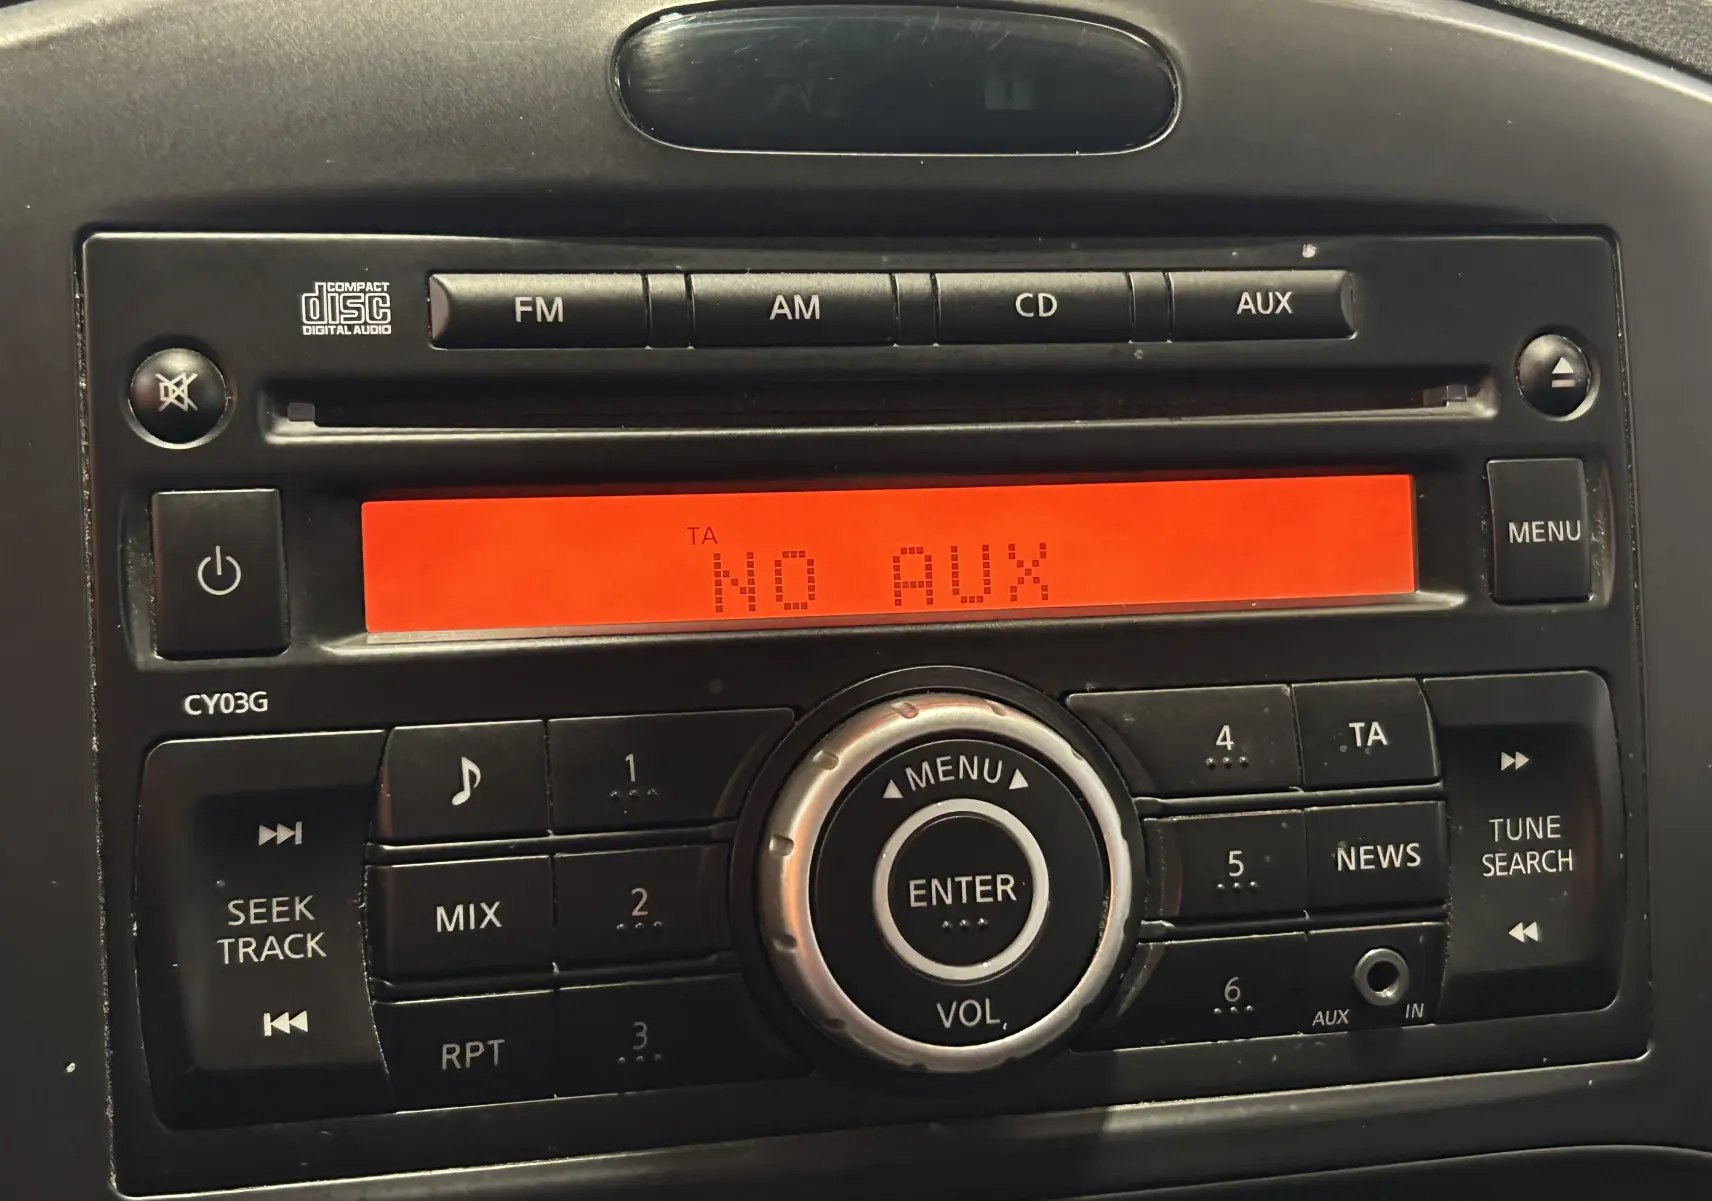 COMPACT
disc
DIGITAL AUDIO
FM
AM
CD
AUX
MENU
TA
NO AUX
CY03G
1
4
TA
MENU
SEEK
TRACK
MIX
2
ENTER
5
NEWS
TUNE
SEARCH
RPT
3
VOL
6
AUX IN